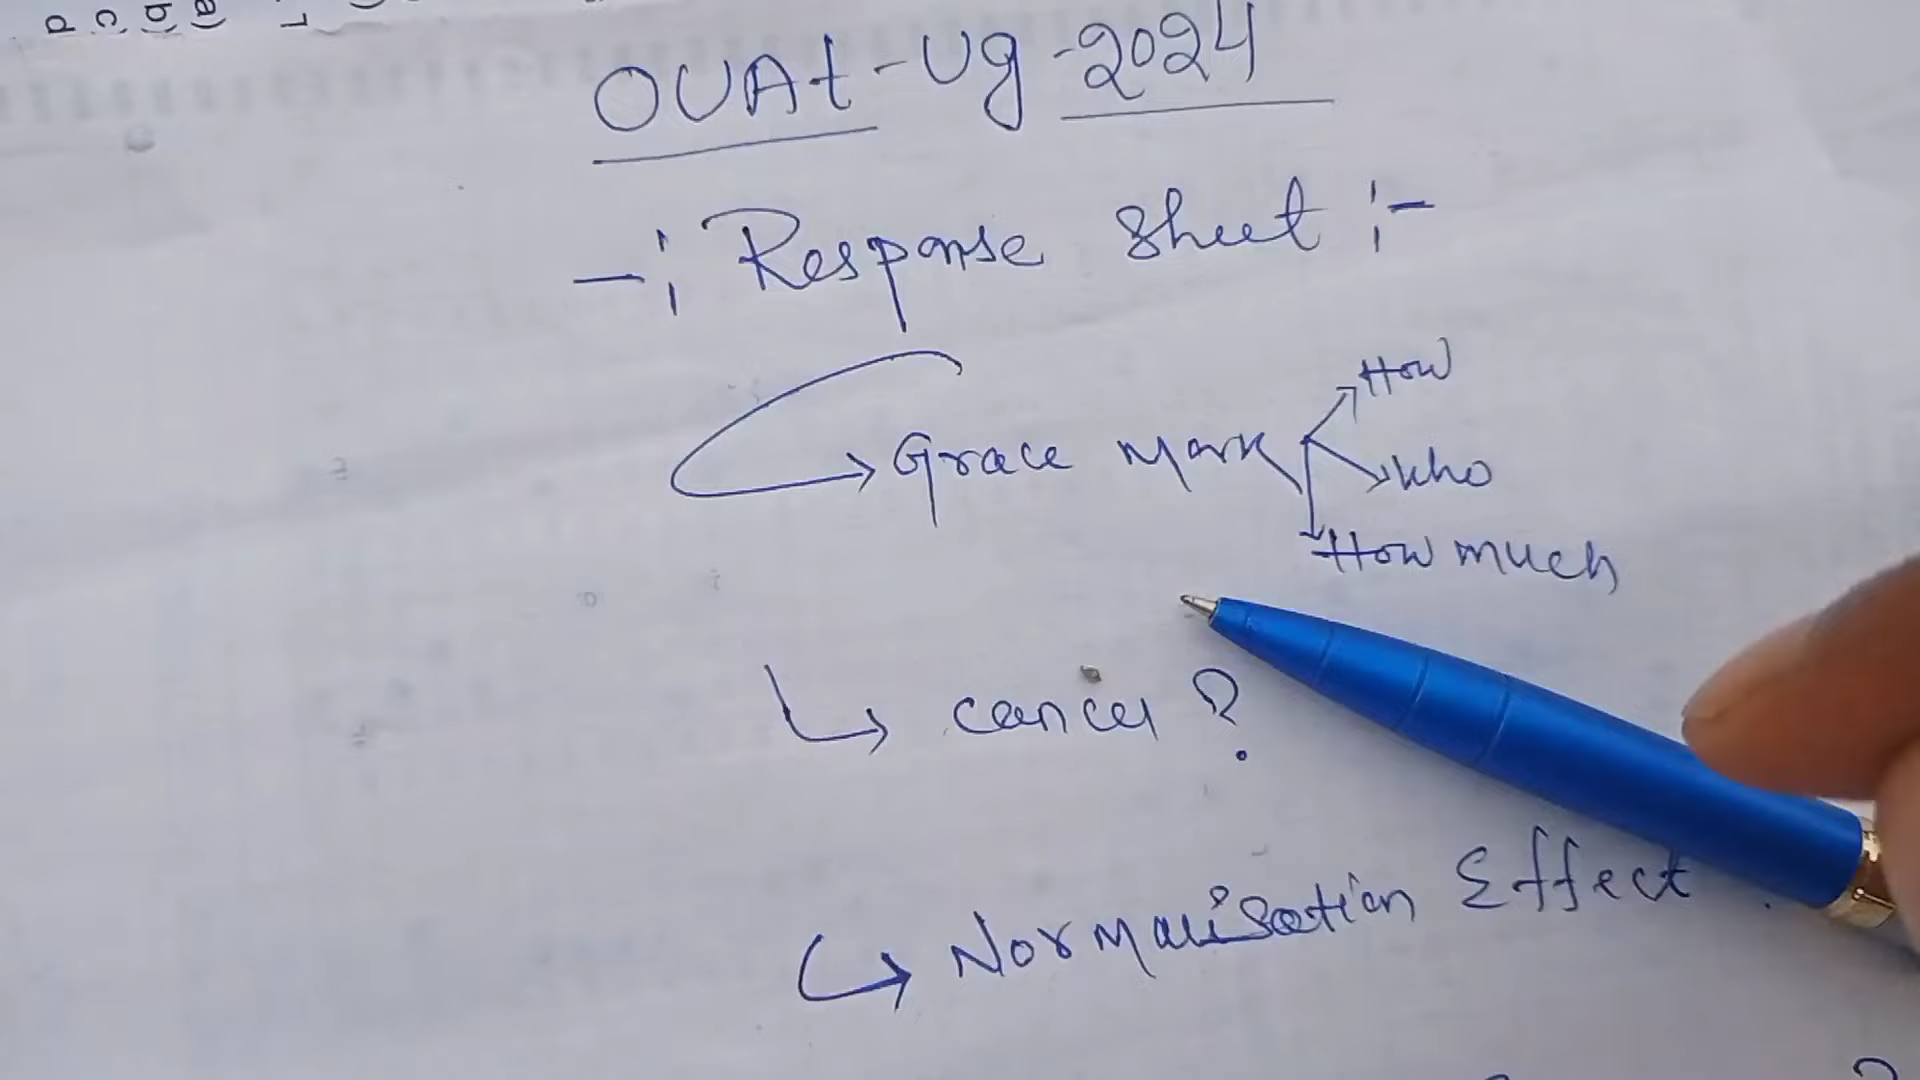 a)
b)
c)
d
OUAt-Ug-2024
-: Response Sheet :-
Grace Mark
How
Who
How much
cancel ?
Normalisation Effect
?